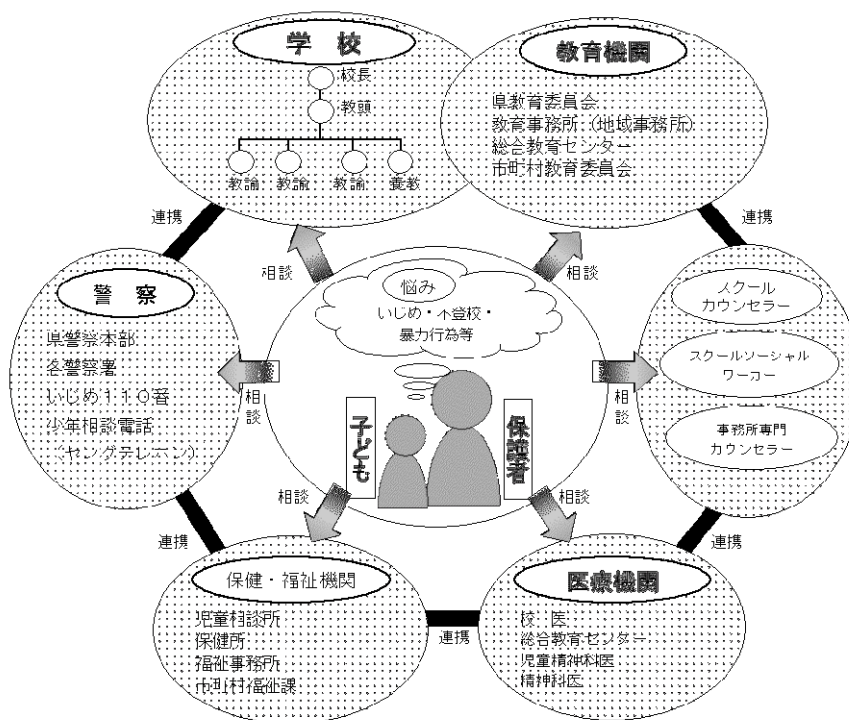 学　校
校長
教頭
教諭
教諭
教諭
養教
教育機関
県教育委員会
教育事務所（地域事務所）
総合教育センター
市町村教育委員会
連携
連携
相談
相談
悩み
いじめ・不登校・
暴力行為等
警　察
県警察本部
各警察署
いじめ１１０番
少年相談電話
（ヤングテレホン）
相談
相談
スクール
カウンセラー
スクールソーシャル
ワーカー
事務所専門
カウンセラー
子ども
保護者
相談
相談
連携
連携
保健・福祉機関
児童相談所
保健所
福祉事務所
市町村福祉課
連携
医療機関
校　医
総合教育センター
児童精神科医
精神科医